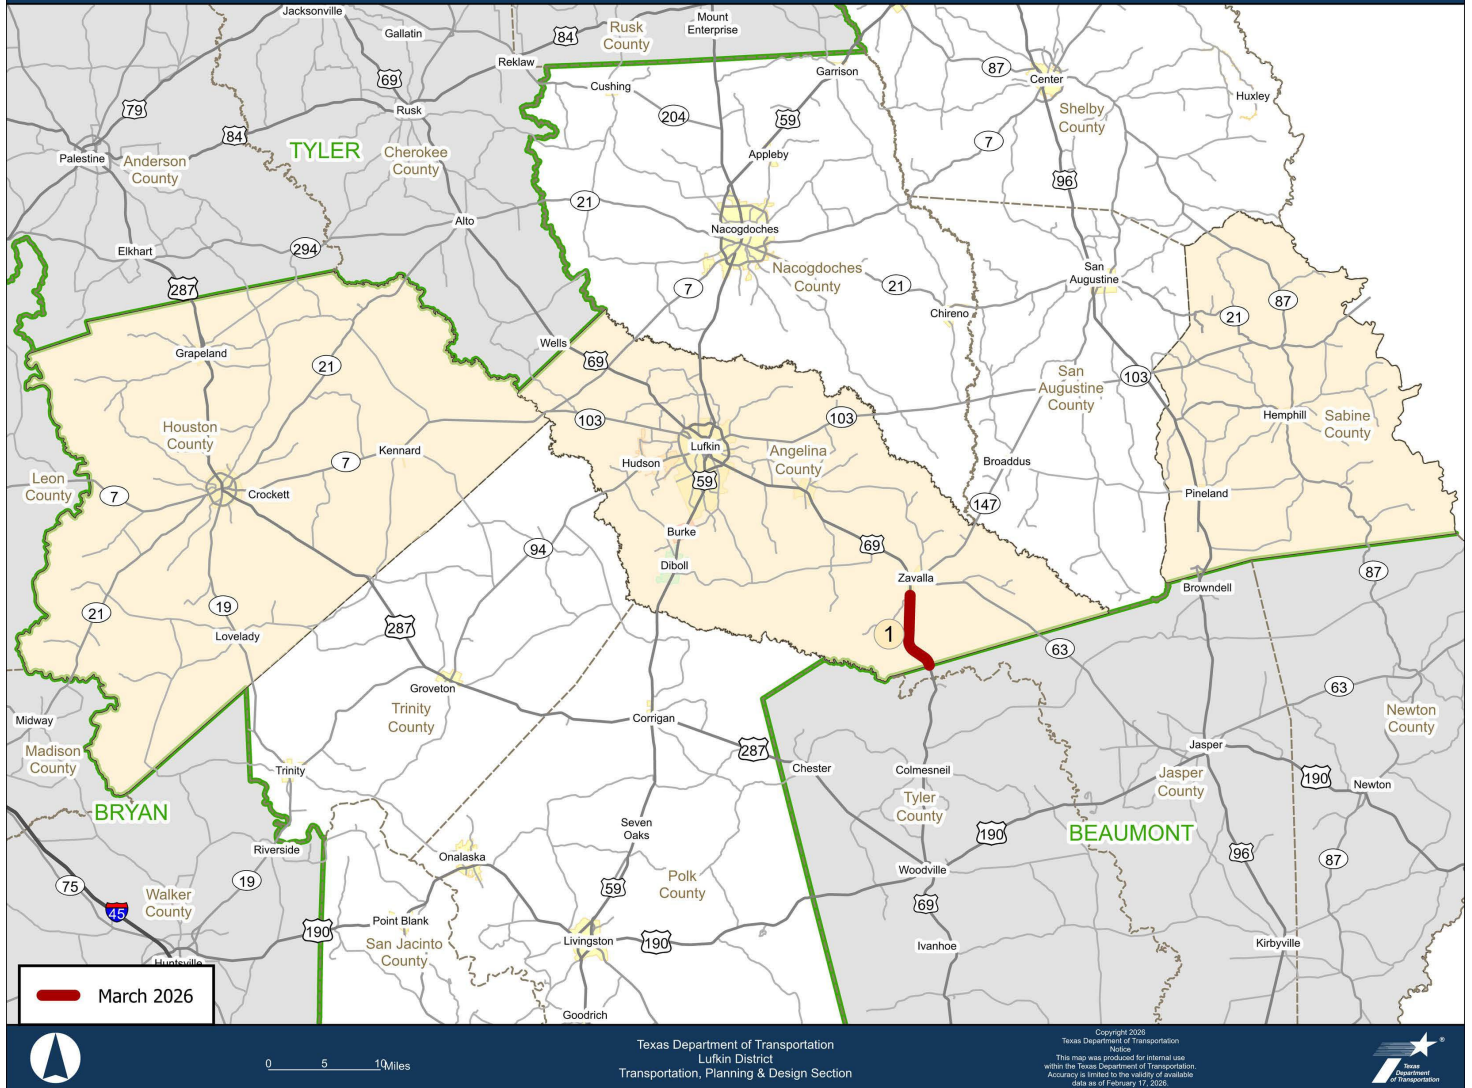 Jacksonville
Gallatin
84
Rusk
County
Mount
Enterprise
69
Reklaw
Garrison
87
Center
79
Rusk
Cushing
Huxley
84
204
59
Shelby
County
TYLER
Palestine
Anderson
County
Cherokee
County
Appleby
7
96
21
Alto
Nacogdoches
Elkhart
294
287
Nacogdoches
County
San
Augustine
7
21
87
Chireno
21
Grapeland
Wells
69
21
San
Augustine
County
103
Houston
County
103
103
Hemphill
Sabine
County
Kennard
Lufkin
Angelina
County
Hudson
7
Broaddus
Leon
County
7
Crockett
59
Pineland
147
Burke
94
69
Diboll
Zavalla
87
Browndell
21
19
Lovelady
287
1
63
Groveton
63
Midway
Trinity
County
Corrigan
Newton
County
Madison
County
287
Jasper
Trinity
Chester
Colmesneil
Jasper
County
190
Newton
BRYAN
Tyler
County
Seven
Oaks
190
BEAUMONT
Riverside
Onalaska
96
87
Woodville
75
19
59
Polk
County
Walker
County
69
45
Point Blank
190
San Jacinto
County
Livingston
190
Ivanhoe
Kirbyville
Huntsville
March 2026
Goodrich
0 5 10 Miles
Texas Department of Transportation
Lufkin District
Transportation, Planning & Design Section
Copyright 2026
Texas Department of Transportation
Notice
This map was produced for internal use
within the Texas Department of Transportation.
Accuracy is limited to the validity of available
data as of February 17, 2026.
®
Texas
Department
of Transportation